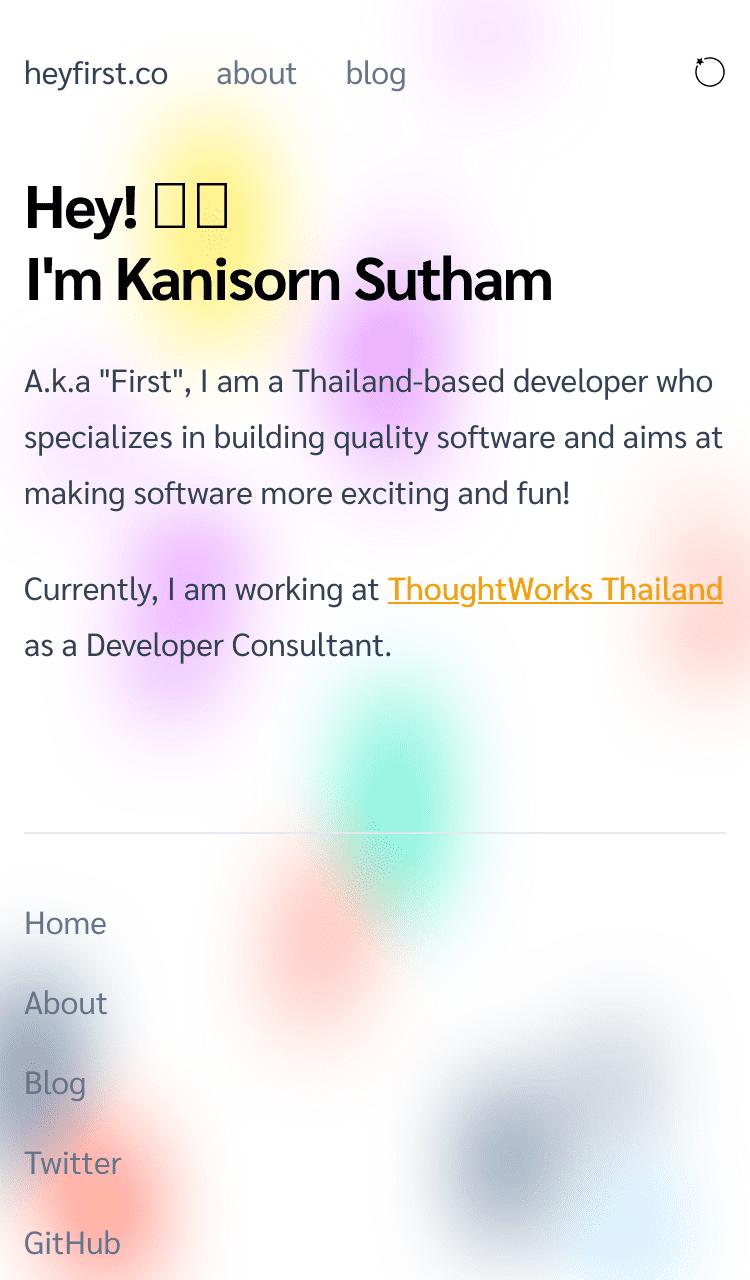 heyfirst.co about blog
Hey!
I'm Kanisorn Sutham
A.k.a "First", I am a Thailand-based developer who
specializes in building quality software and aims at
making software more exciting and fun!
Currently, I am working at ThoughtWorks Thailand
as a Developer Consultant.
Home
About
Blog
Twitter
GitHub